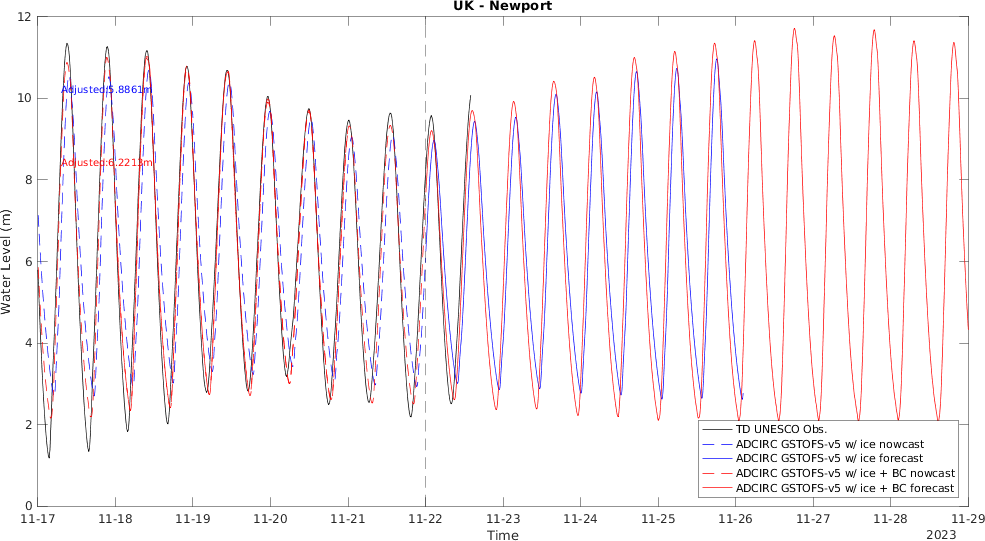 UK - Newport
12
10
8
6
4
2
0
Water Level (m)
Adjusted:5.8861m
Adjusted:6.2213m
TD UNESCO Obs.
ADCIRC GSTOFS-v5 w/ ice nowcast
ADCIRC GSTOFS-v5 w/ ice forecast
ADCIRC GSTOFS-v5 w/ ice + BC nowcast
ADCIRC GSTOFS-v5 w/ ice + BC forecast
11-17 11-18 11-19 11-20 11-21 11-22 11-23 11-24 11-25 11-26 11-27 11-28 11-29
Time
2023